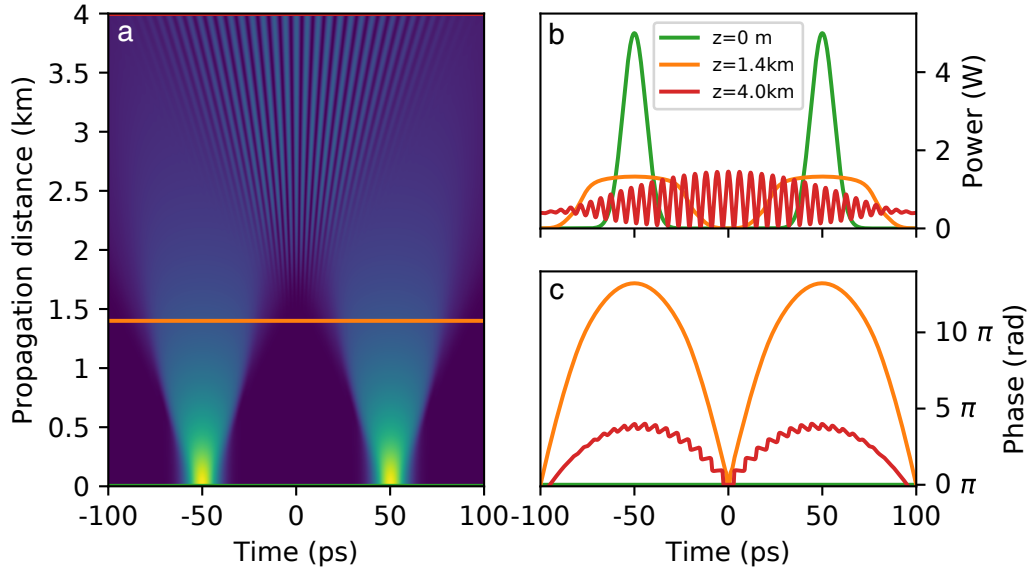 a
4
3.5
3
2.5
2
1.5
1
0.5
0
Propagation distance (km)
-100
-50
0
50
100
Time (ps)
b
z=0 m
z=1.4km
z=4.0km
4
2
0
Power (W)
c
10 π
5 π
0 π
Phase (rad)
-100
-50
0
50
100
Time (ps)